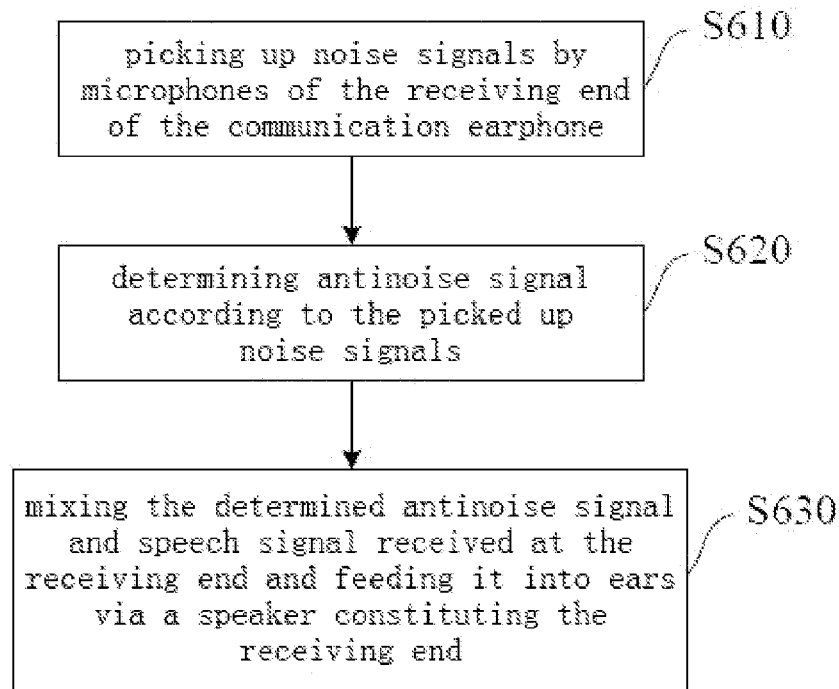 picking up noise signals by
microphones of the receiving end
of the communication earphone
S610
determining antinoise signal
according to the picked up
noise signals
S620
mixing the determined antinoise signal
and speech signal received at the
receiving end and feeding it into ears
via a speaker constituting the
receiving end
S630